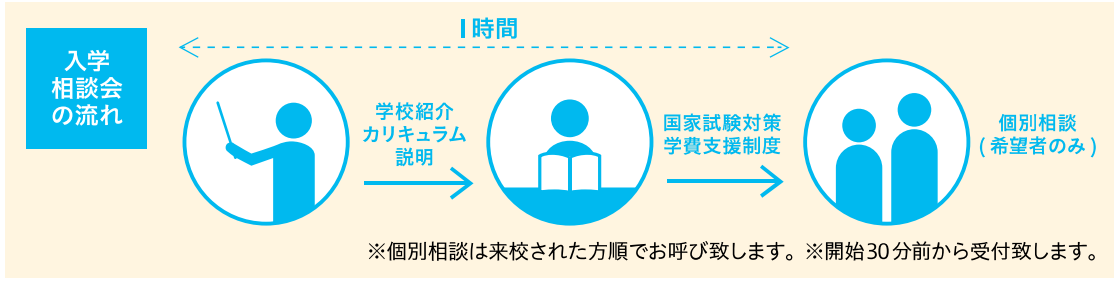 入学
相談会
の流れ
1時間
学校紹介
カリキュラム
説明
国家試験対策
学費支援制度
個別相談
(希望者のみ)
※個別相談は来校された方順でお呼び致します。※開始30分前から受付致します。